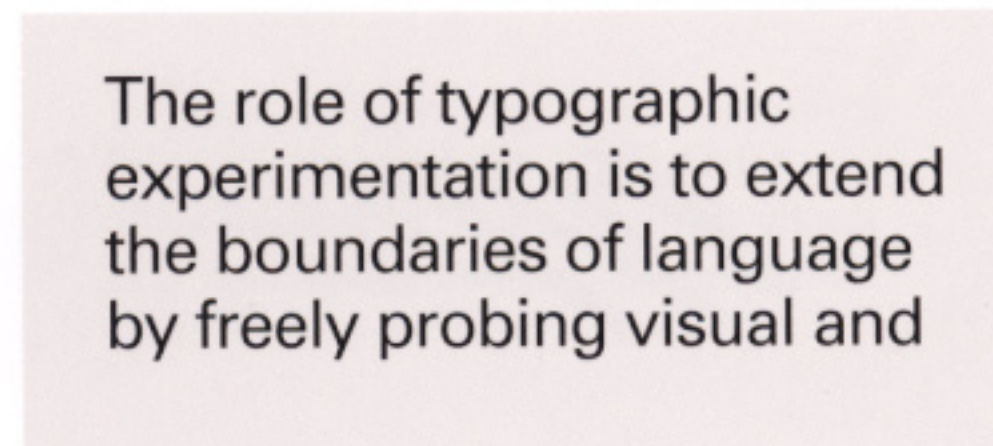 The role of typographic
experimentation is to extend
the boundaries of language
by freely probing visual and